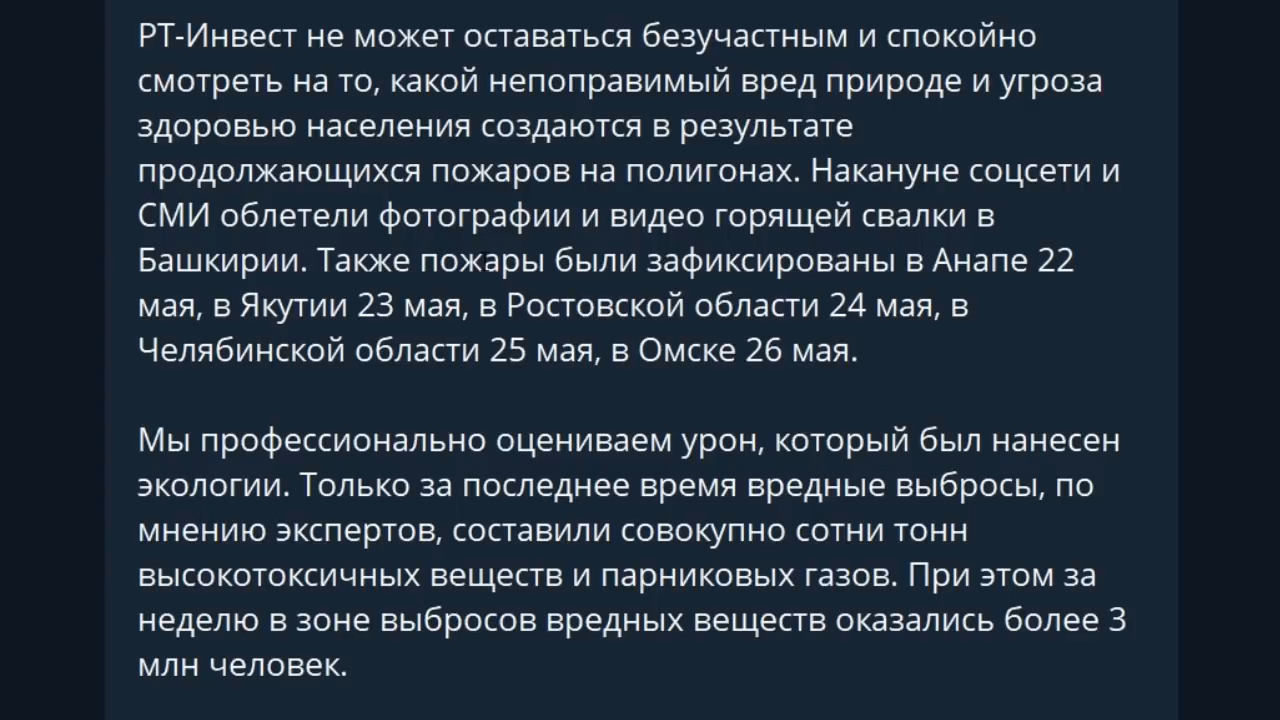 РТ-Инвест не может оставаться безучастным и спокойно
смотреть на то, какой непоправимый вред природе и угроза
здоровью населения создаются в результате
продолжающихся пожаров на полигонах. Накануне соцсети и
СМИ облетели фотографии и видео горящей свалки в
Башкирии. Также пожары были зафиксированы в Анапе 22
мая, в Якутии 23 мая, в Ростовской области 24 мая, в
Челябинской области 25 мая, в Омске 26 мая.
Мы профессионально оцениваем урон, который был нанесен
экологии. Только за последнее время вредные выбросы, по
мнению экспертов, составили совокупно сотни тонн
высокотоксичных веществ и парниковых газов. При этом за
неделю в зоне выбросов вредных веществ оказались более 3
млн человек.